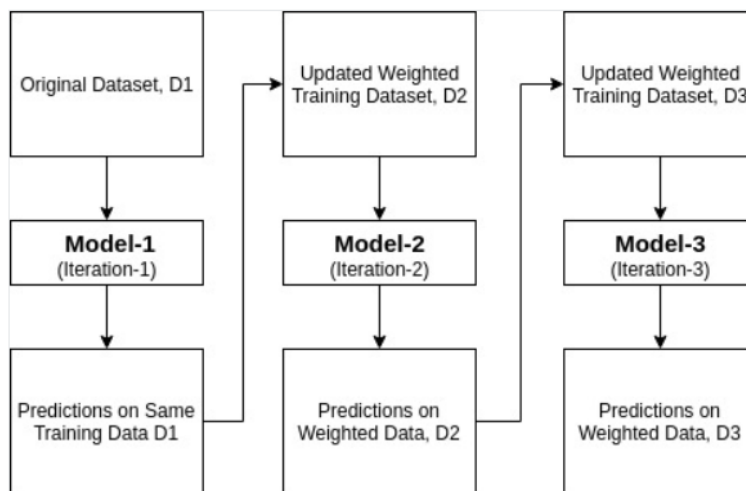 Original Dataset, D1
Model-1
(Iteration-1)
Predictions on Same
Training Data D1
Updated Weighted
Training Dataset, D2
Model-2
(Iteration-2)
Predictions on
Weighted Data, D2
Updated Weighted
Training Dataset, D3
Model-3
(Iteration-3)
Predictions on
Weighted Data, D3